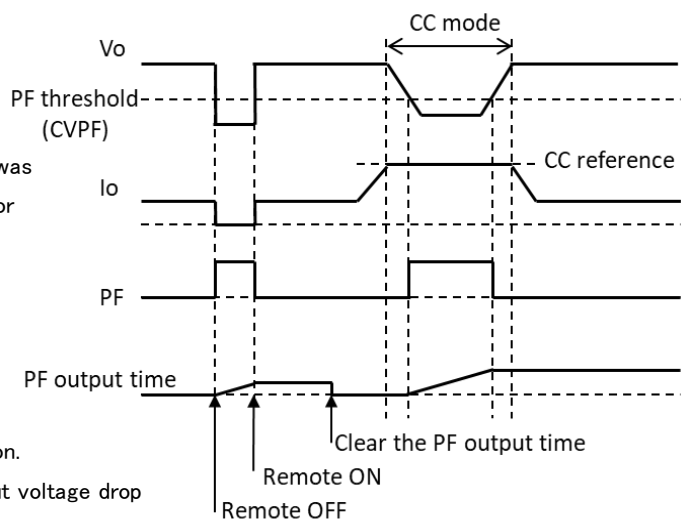 CC mode
Vo
PF threshold
(CVPF)
was
CC reference
Io
or
PF
PF output time
Clear the PF output time
on.
Remote ON
ut voltage drop
Remote OFF